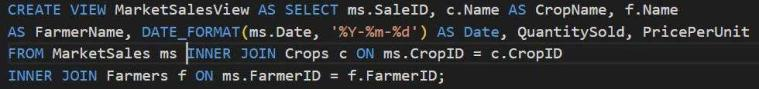 CREATE VIEW MarketSalesView AS SELECT ms.SaleID, c.Name AS CropName, f.Name
AS FarmerName, DATE_FORMAT(ms.Date, '%Y-%m-%d') AS Date, QuantitySold, PricePerUnit
FROM MarketSales ms INNER JOIN Crops c ON ms.CropID = c.CropID
INNER JOIN Farmers f ON ms.FarmerID = f.FarmerID;